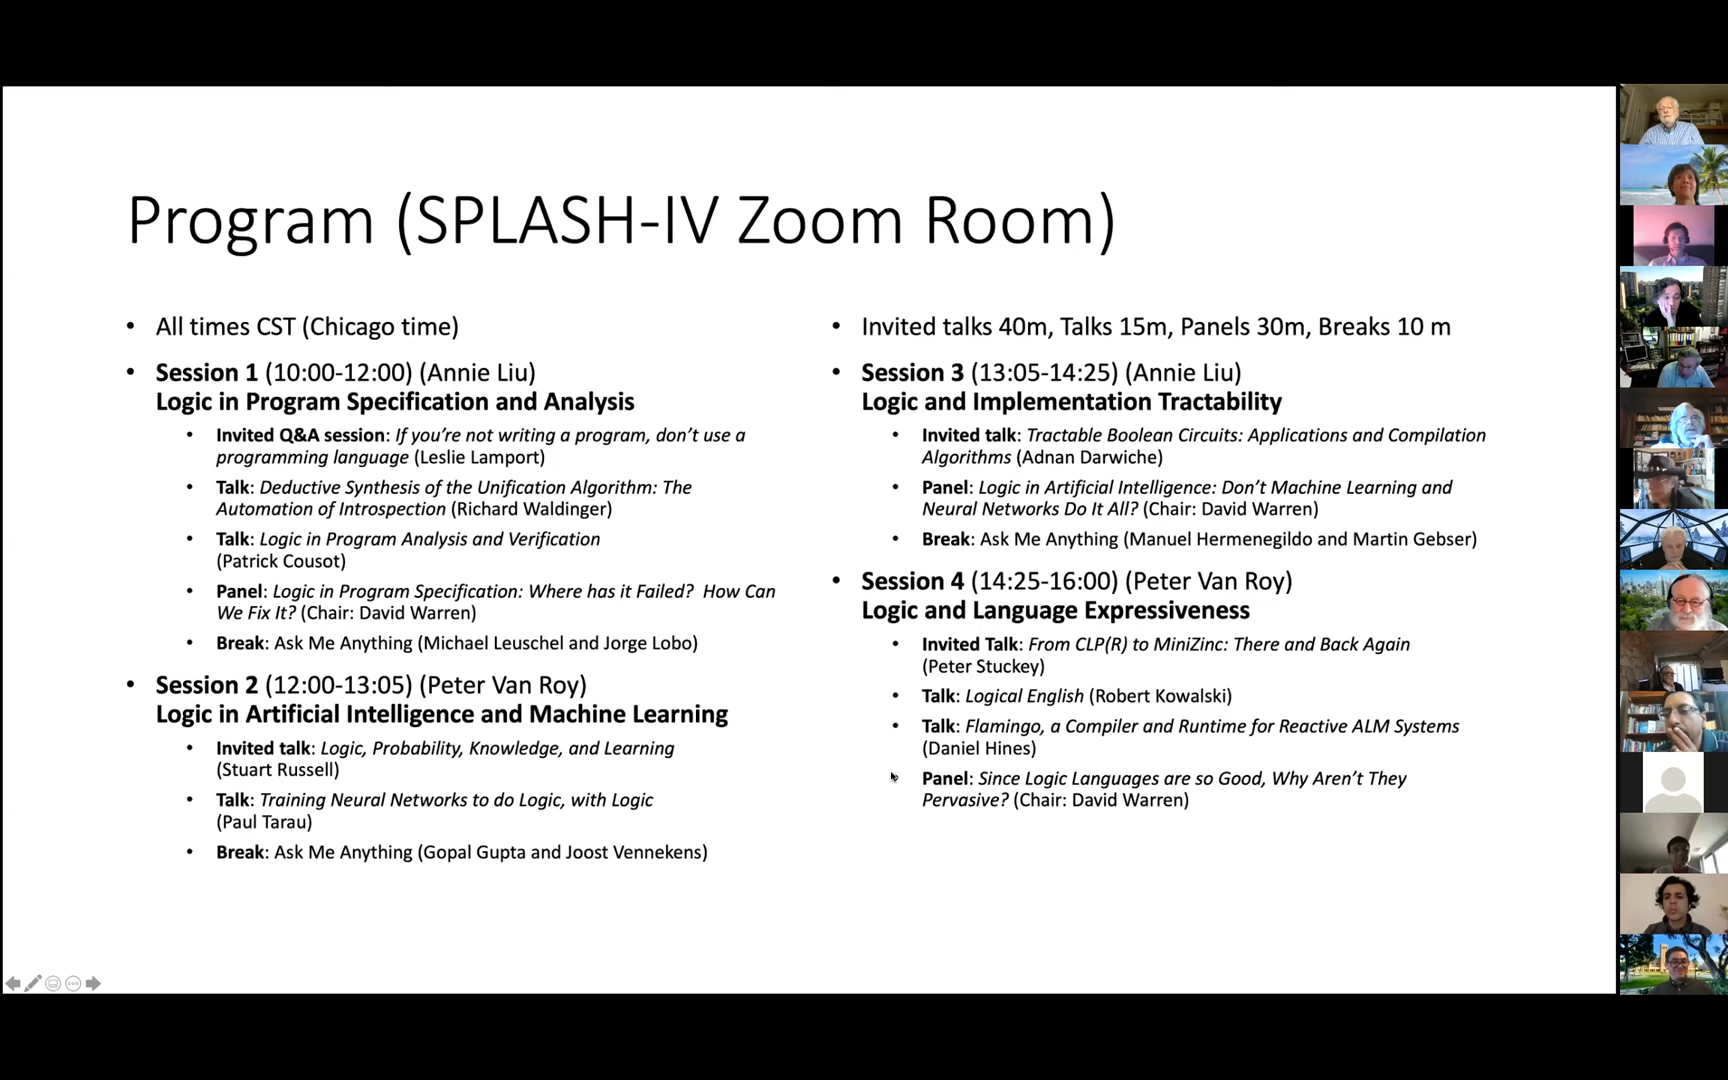 Program (SPLASH-IV Zoom Room)
• All times CST (Chicago time)
• Session 1 (10:00-12:00) (Annie Liu)
Logic in Program Specification and Analysis
• Invited Q&A session: If you’re not writing a program, don’t use a
programming language (Leslie Lamport)
• Talk: Deductive Synthesis of the Unification Algorithm: The
Automation of Introspection (Richard Waldinger)
• Talk: Logic in Program Analysis and Verification
(Patrick Cousot)
• Panel: Logic in Program Specification: Where has it Failed? How Can
We Fix It? (Chair: David Warren)
• Break: Ask Me Anything (Michael Leuschel and Jorge Lobo)
• Session 2 (12:00-13:05) (Peter Van Roy)
Logic in Artificial Intelligence and Machine Learning
• Invited talk: Logic, Probability, Knowledge, and Learning
(Stuart Russell)
• Talk: Training Neural Networks to do Logic, with Logic
(Paul Tarau)
• Break: Ask Me Anything (Gopal Gupta and Joost Vennekens)
• Invited talks 40m, Talks 15m, Panels 30m, Breaks 10 m
• Session 3 (13:05-14:25) (Annie Liu)
Logic and Implementation Tractability
• Invited talk: Tractable Boolean Circuits: Applications and Compilation
Algorithms (Adnan Darwiche)
• Panel: Logic in Artificial Intelligence: Don’t Machine Learning and
Neural Networks Do It All? (Chair: David Warren)
• Break: Ask Me Anything (Manuel Hermenegildo and Martin Gebser)
• Session 4 (14:25-16:00) (Peter Van Roy)
Logic and Language Expressiveness
• Invited Talk: From CLP(R) to MiniZinc: There and Back Again
(Peter Stuckey)
• Talk: Logical English (Robert Kowalski)
• Talk: Flamingo, a Compiler and Runtime for Reactive ALM Systems
(Daniel Hines)
• Panel: Since Logic Languages are so Good, Why Aren’t They
Pervasive? (Chair: David Warren)